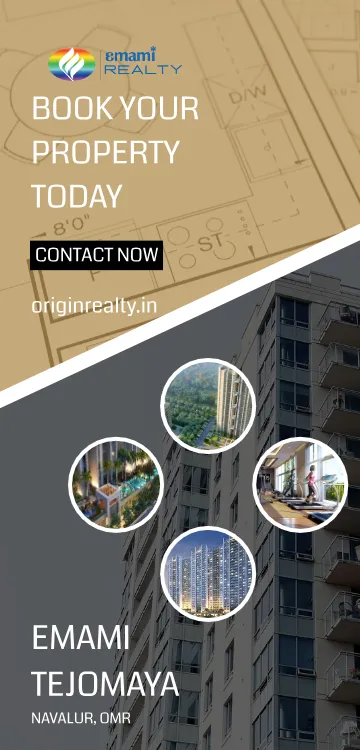 emami
REALTY
BOOK YOUR
PROPERTY
TODAY
D/W
8'0"
ST
CONTACT NOW
originrealty.in
EMAMI
TEJOMAYA
NAVALUR, OMR